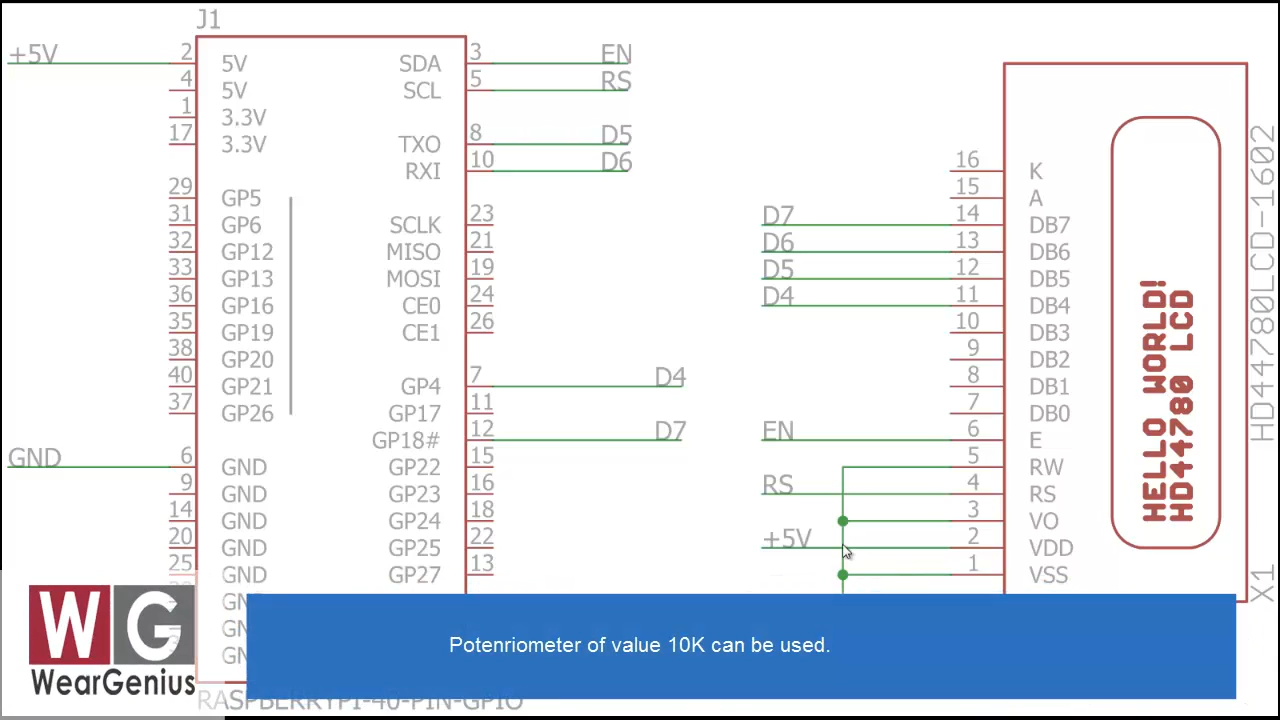 J1
+5V 2 5V SDA 3 EN
4 5V SCL 5 RS
1 3.3V
17 3.3V TXO 8 D5
RXI 10 D6
29 GP5
31 GP6 SCLK 23
32 GP12 MISO 21
33 GP13 MOSI 19
36 GP16 CE0 24
35 GP19 CE1 26
38 GP20
40 GP21 GP4 7 D4
37 GP26 GP17 11
GP18# 12 D7
GND 6 GND GP22 15
9 GND GP23 16
14 GND GP24 18
20 GND GP25 22
25 GND GP27 13
GN
GN
GN
RASPBERRYPI-40-PIN-GPIO
16 K
15 A
D7 14 DB7
D6 13 DB6
D5 12 DB5
D4 11 DB4
10 DB3
9 DB2
8 DB1
7 DB0
EN 6 E
5 RW
RS 4 RS
3 VO
+5V 2 VDD
1 VSS
HELLO WORLD!
HD44780 LCD
HD44780LCD-1602
X1
WG
WearGenius
Potenriometer of value 10K can be used.